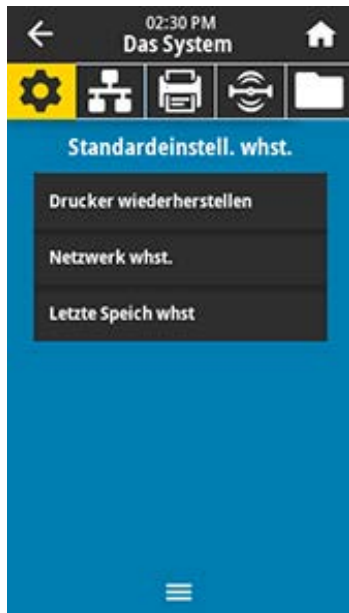 02:30 PM
Das System
Standardeinstell. whst.
Drucker wiederherstellen
Netzwerk whst.
Letzte Speich whst